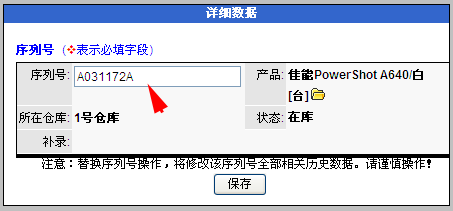 详细数据
序列号 (❖表示必填字段)
序列号: A031172A 产品: 佳能PowerShot A640/白
[台]
所在仓库: 1号仓库 状态: 在库
补录:
注意：替换序列号操作，将修改该序列号全部相关历史数据。请谨慎操作!
保存